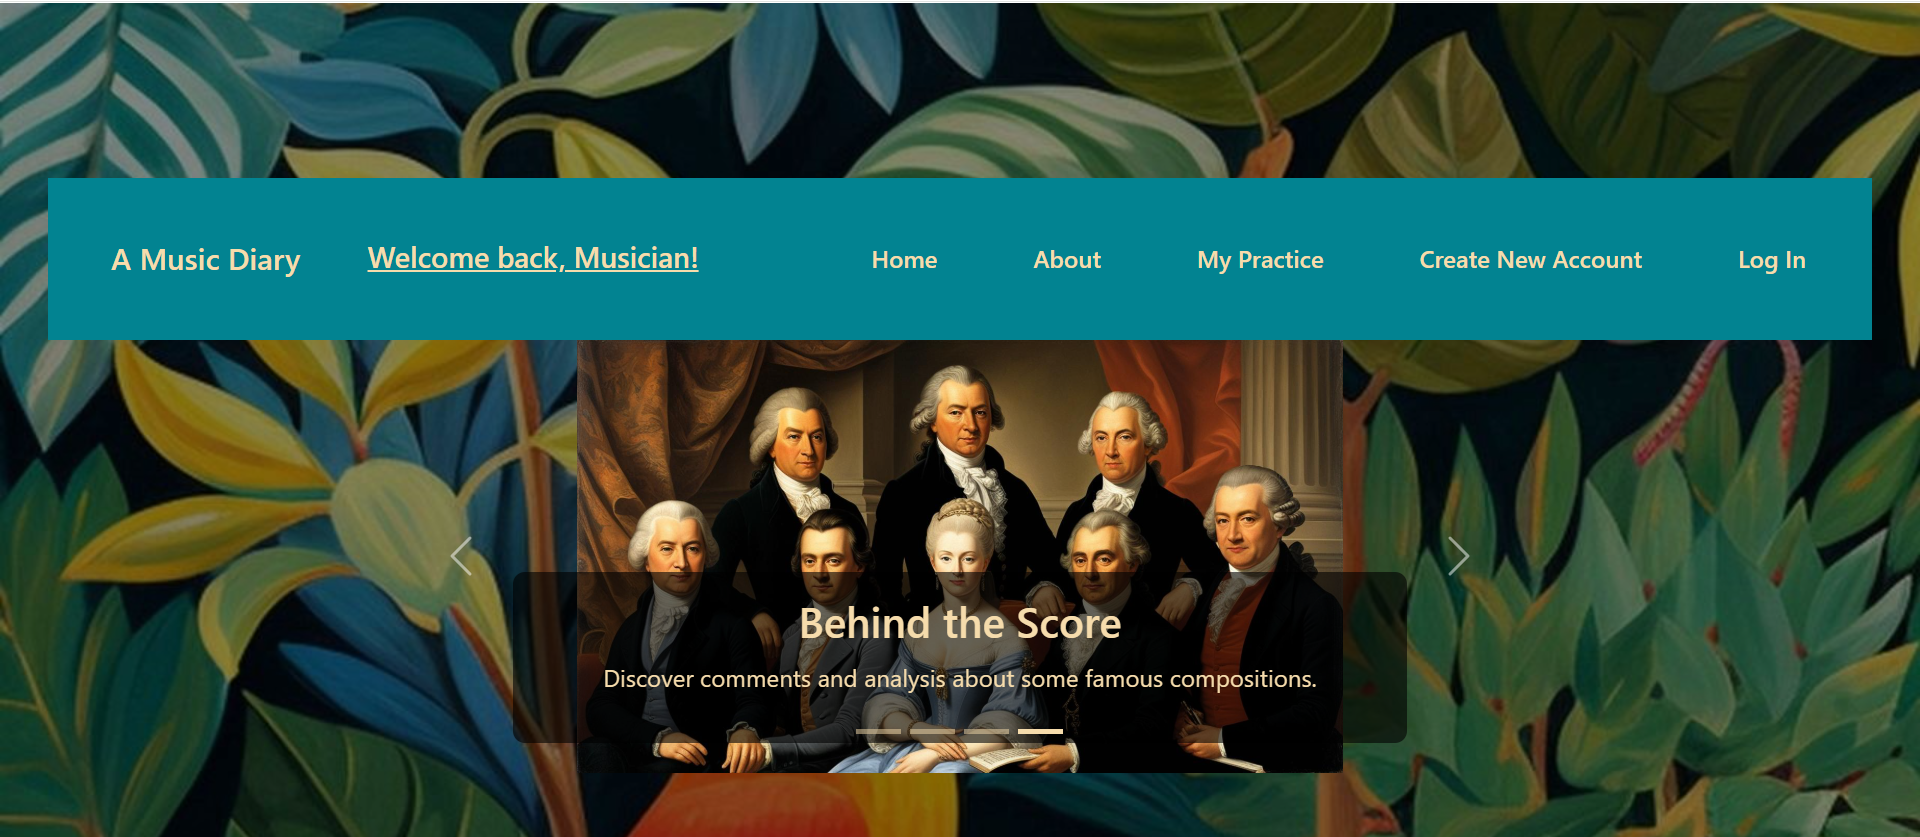 A Music Diary
Welcome back, Musician!
Home
About
My Practice
Create New Account
Log In
Behind the Score
Discover comments and analysis about some famous compositions.